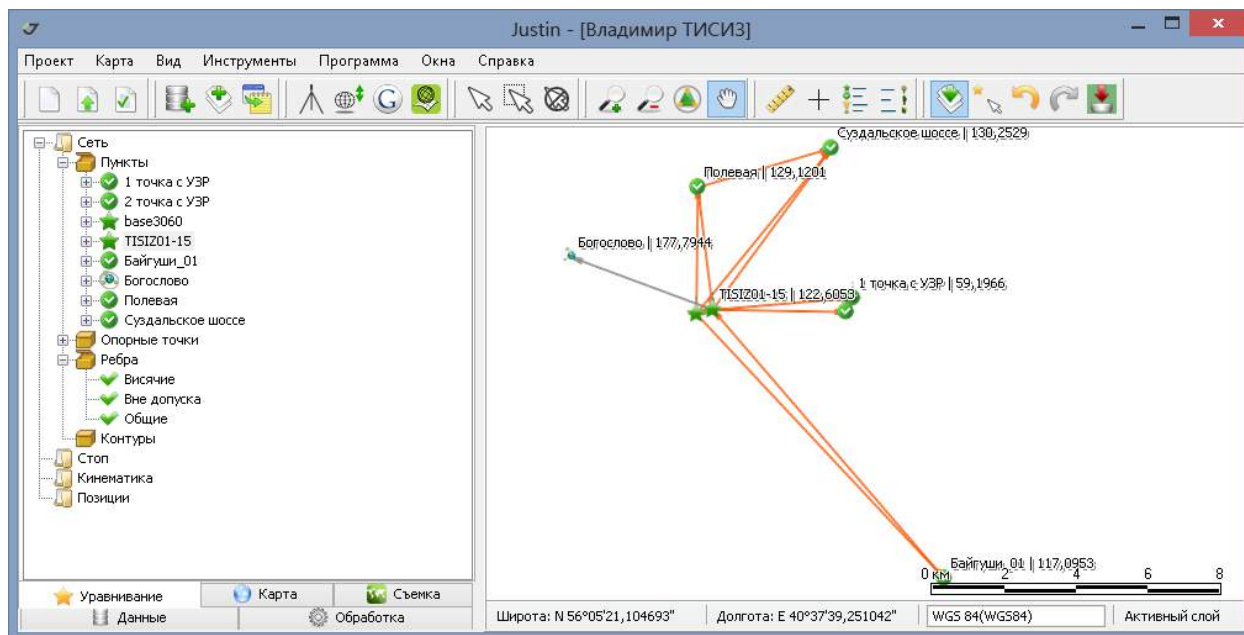 Justin - [Владимир ТИСИЗ]
Проект Карта Вид Инструменты Программа Окна Справка
Сеть
Пункты
1 точка с УЗР
2 точка с УЗР
base3060
TISIZ01-15
Байгуши_01
Богослово
Полевая
Суздальское шоссе
Опорные точки
Ребра
Висячие
Вне допуска
Общие
Контуры
Стоп
Кинематика
Позиции
Уравнивание Карта Съемка
Данные Обработка
Суздальское шоссе | 130,2529
Полевая | 129,1201
Богослово | 177,7944
1 точка с УЗР | 59,1966
TISIZ01-15 | 122,6053
Байгуши_01 | 117,0953
0 км 2 4 6 8
Широта: N 56°05'21,104693" Долгота: E 40°37'39,251042" WGS 84(WGS84) Активный слой